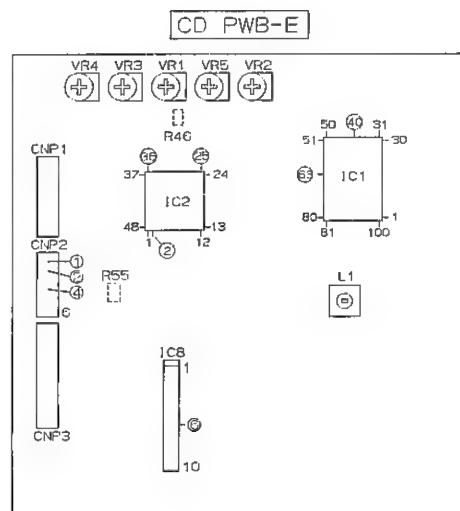 CD PWB-E
VR4 VR3 VR1 VR5 VR2
R46
CNP1
36 25
37 24
IC2
48 13
1 2 12
50 40 31
51 30
63 IC1
80 1
81 100
CNP2
1
4
6
R55
L1
IC8
1
6
10
CNP3